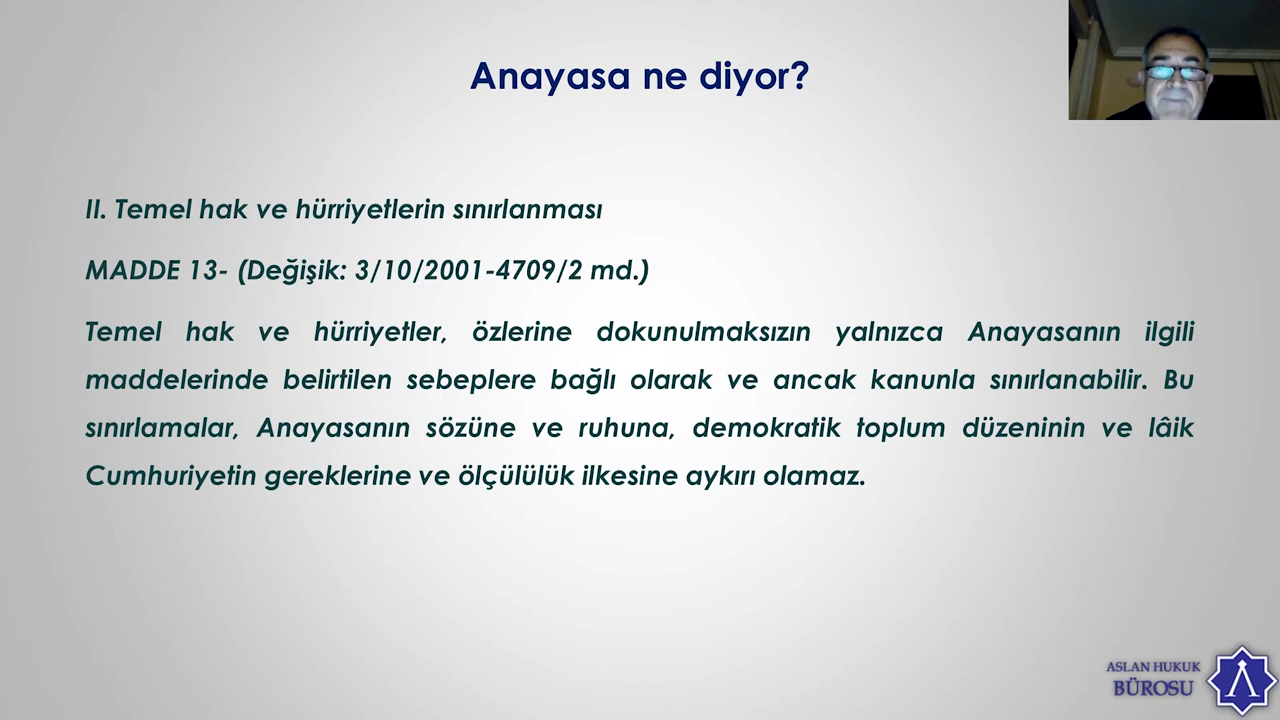 Anayasa ne diyor?
II. Temel hak ve hürriyetlerin sınırlanması
MADDE 13- (Değişik: 3/10/2001-4709/2 md.)
Temel hak ve hürriyetler, özlerine dokunulmaksızın yalnızca Anayasanın ilgili
maddelerinde belirtilen sebeplere bağlı olarak ve ancak kanunla sınırlanabilir. Bu
sınırlamalar, Anayasanın sözüne ve ruhuna, demokratik toplum düzeninin ve lâik
Cumhuriyetin gereklerine ve ölçülülük ilkesine aykırı olamaz.
ASLAN HUKUK
BÜROSU